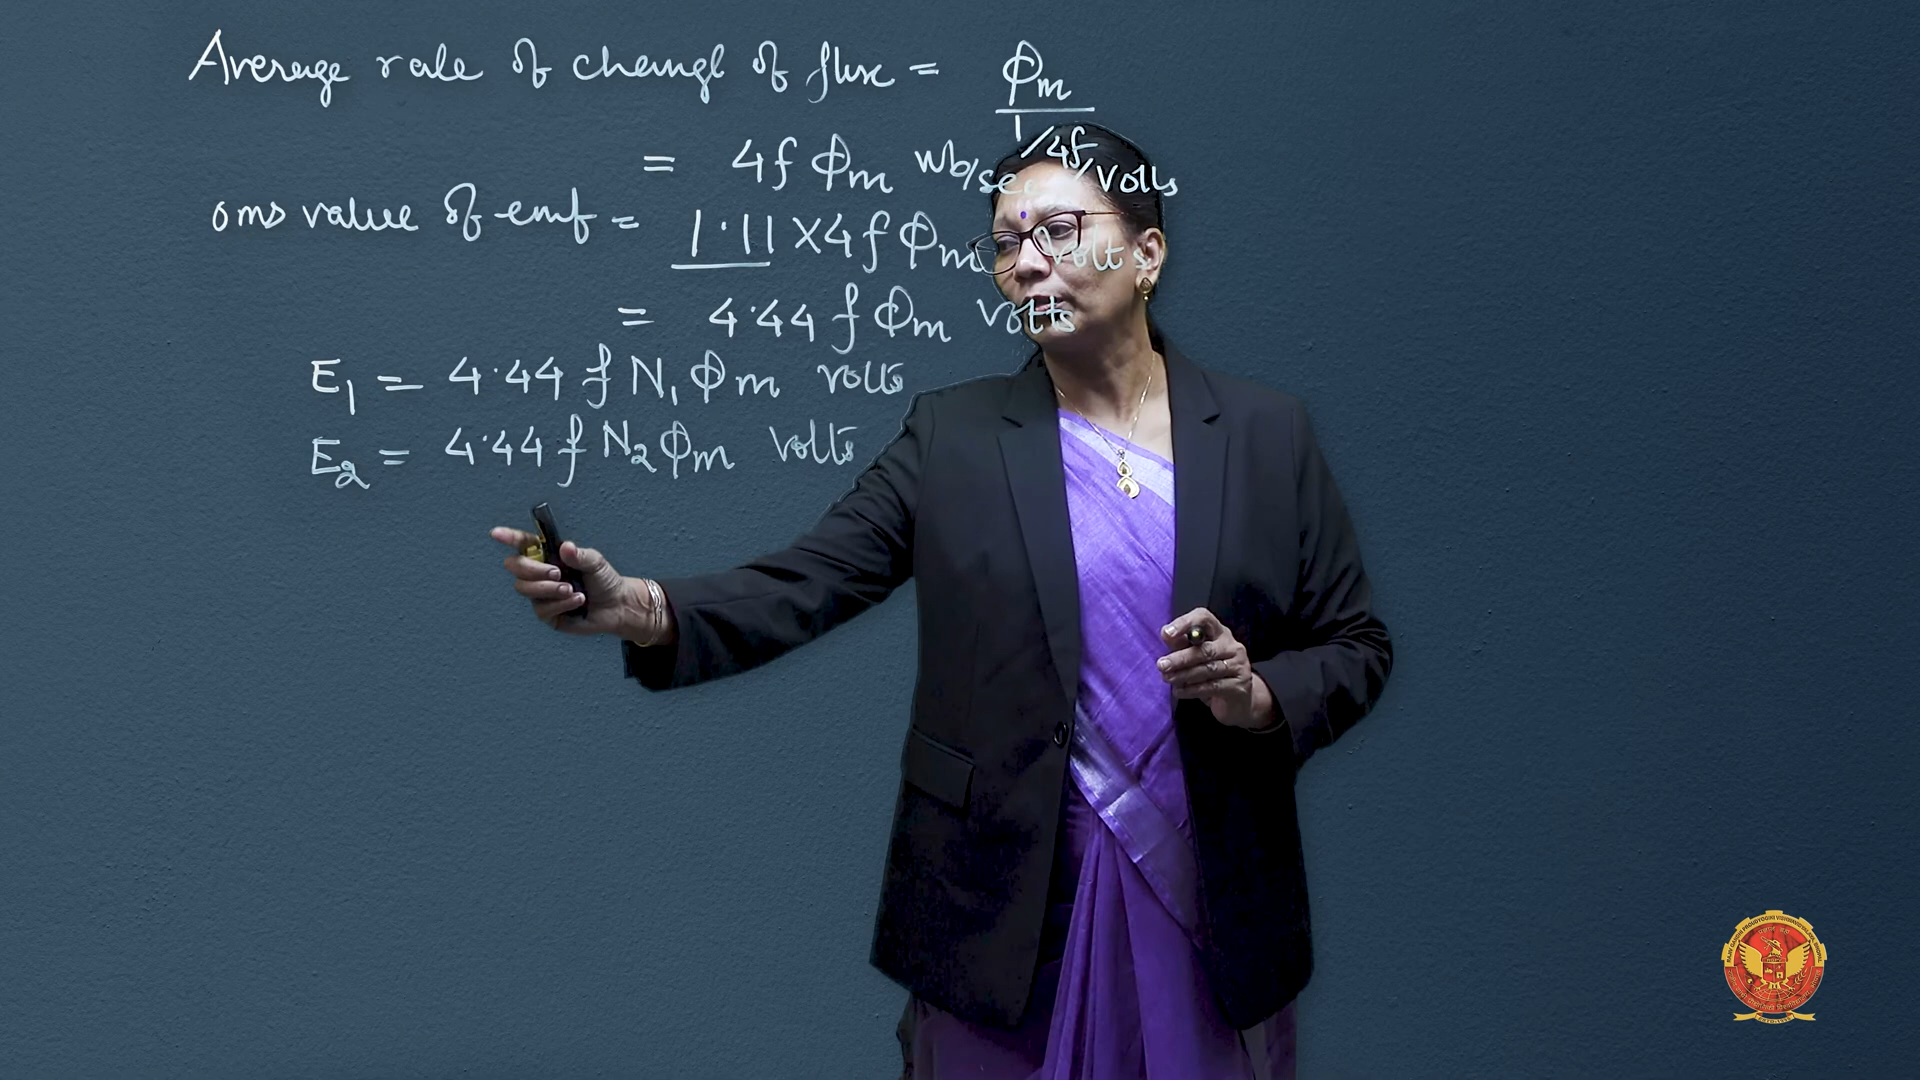 Average rate of change of flux = ϕm / 1/4f
= 4f ϕm wb/sec/volts
rms value of emf = 1.11 X 4f ϕm volts
= 4.44 f ϕm volts
E1 = 4.44 f N1 ϕm volts
E2 = 4.44 f N2 ϕm volts